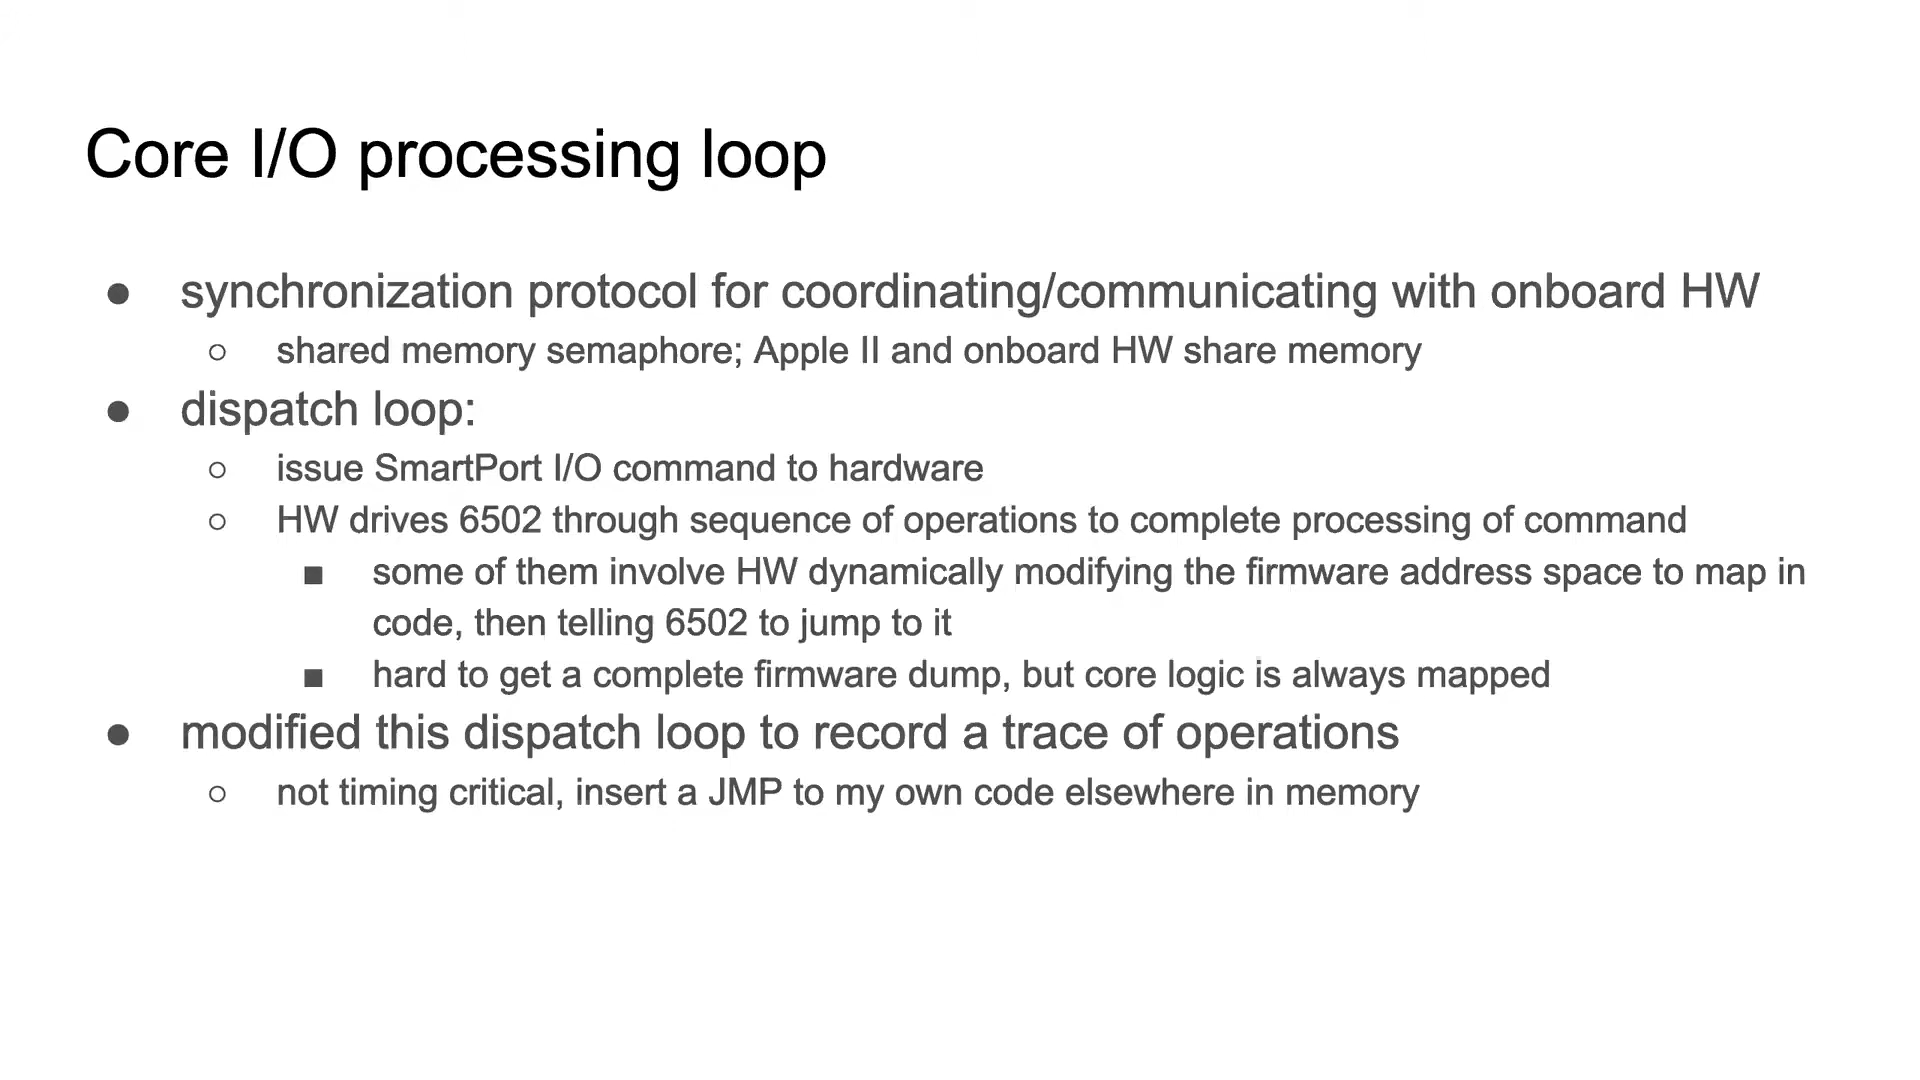 Core I/O processing loop
● synchronization protocol for coordinating/communicating with onboard HW
○ shared memory semaphore; Apple II and onboard HW share memory
● dispatch loop:
○ issue SmartPort I/O command to hardware
○ HW drives 6502 through sequence of operations to complete processing of command
■ some of them involve HW dynamically modifying the firmware address space to map in
code, then telling 6502 to jump to it
■ hard to get a complete firmware dump, but core logic is always mapped
● modified this dispatch loop to record a trace of operations
○ not timing critical, insert a JMP to my own code elsewhere in memory